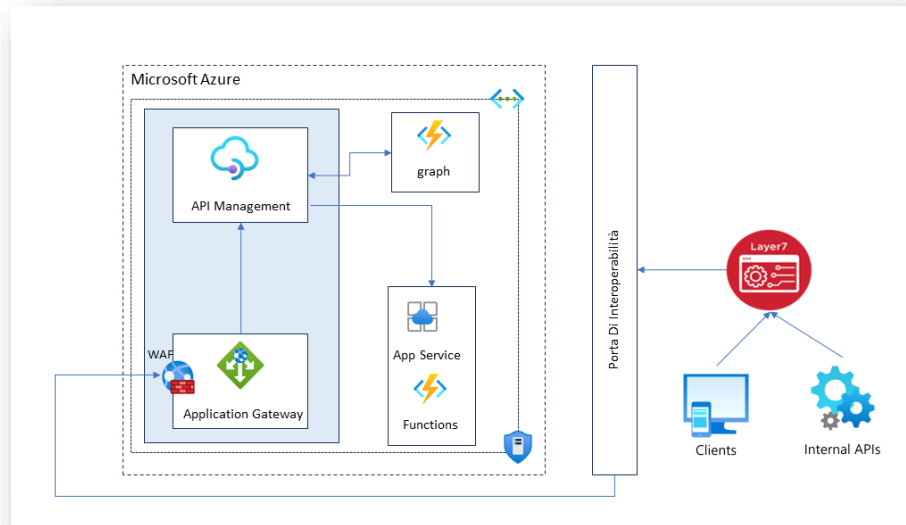 Microsoft Azure
graph
API Management
Porta Di Interoperabilità
Layer7
WAF
App Service
Application Gateway
Functions
Clients
Internal APIs